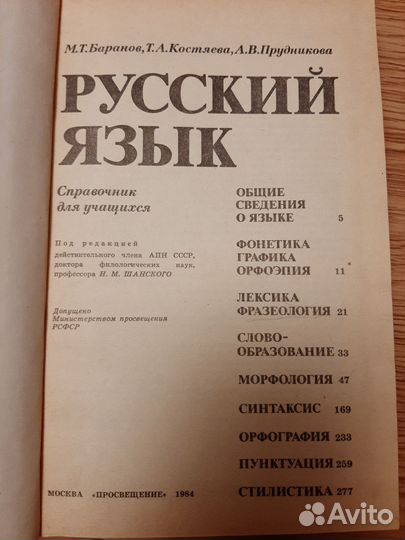 М.Т.Баранов, Т.А.Костяева, А.В.Прудникова
РУССКИЙ
ЯЗЫК
Справочник
для учащихся
Под редакцией
действительного члена АПН СССР,
доктора филологических наук,
профессора Н. М. ШАНСКОГО
Допущено
Министерством просвещения
РСФСР
ОБЩИЕ
СВЕДЕНИЯ
О ЯЗЫКЕ 5
ФОНЕТИКА
ГРАФИКА
ОРФОЭПИЯ 11
ЛЕКСИКА
ФРАЗЕОЛОГИЯ 21
СЛОВО-
ОБРАЗОВАНИЕ 33
МОРФОЛОГИЯ 47
СИНТАКСИС 169
ОРФОГРАФИЯ 233
ПУНКТУАЦИЯ 259
СТИЛИСТИКА 277
МОСКВА «ПРОСВЕЩЕНИЕ» 1984
Avito